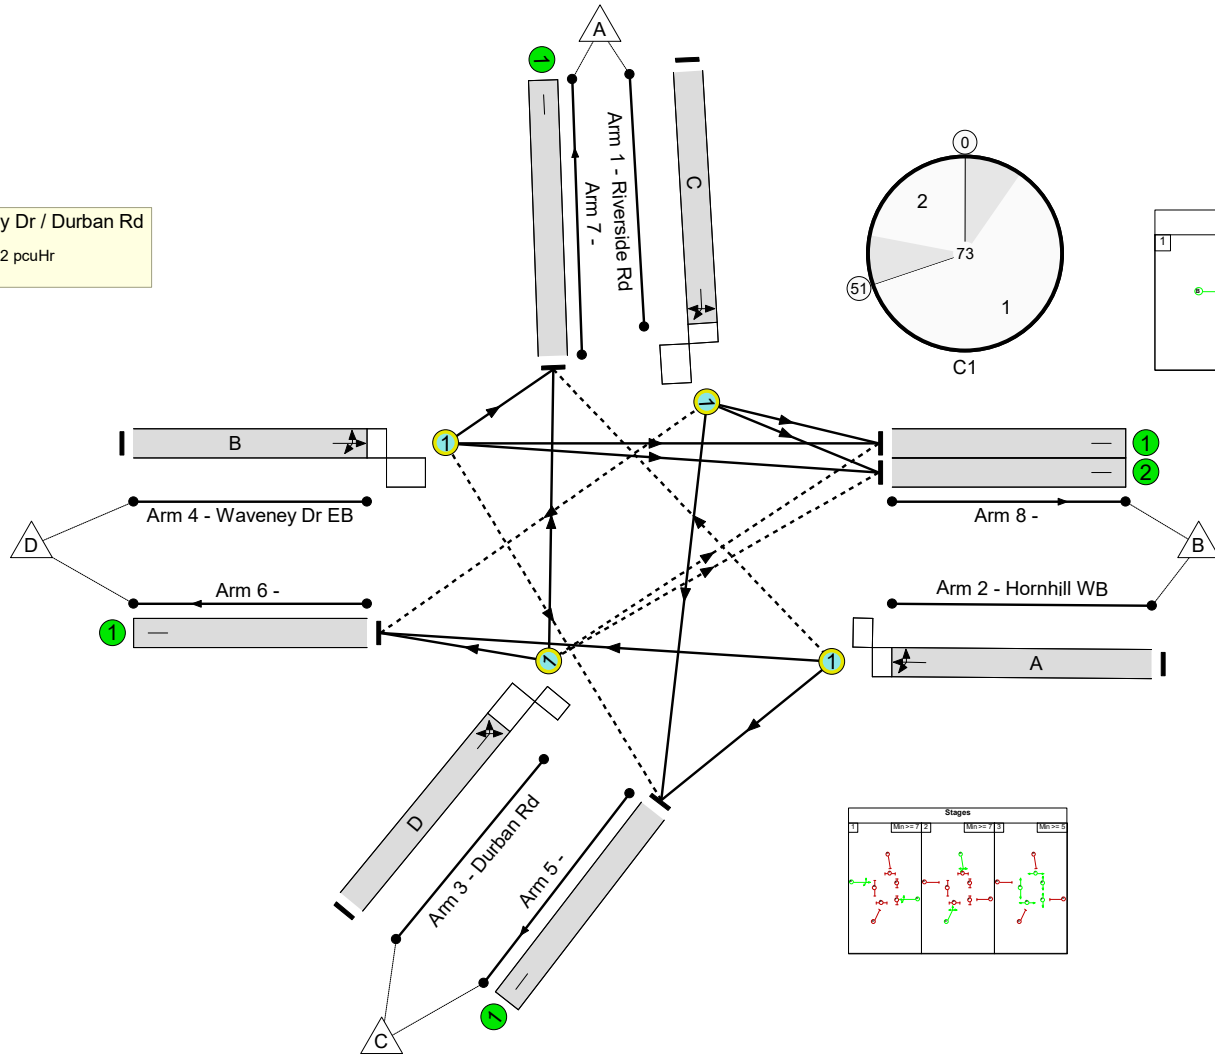 A
1
Arm 1 - Riverside Rd
Arm 7 -
C
y Dr / Durban Rd
2 pcuHr
0
2
73
51
1
C1
1
B
1
1
B
1
2
Arm 4 - Waveney Dr EB
Arm 8 -
D
B
Arm 6 -
Arm 2 - Hornhill WB
1
1
1
A
D
Arm 3 - Durban Rd
Arm 5 -
1
C
Stages
1 Min >= 7 2 Min >= 7 3 Min >= 5